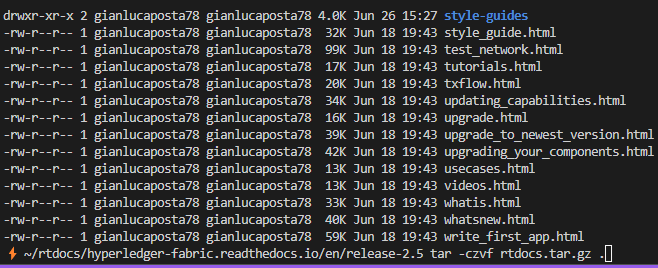 drwxr-xr-x 2 gianlucaposta78 gianlucaposta78 4.0K Jun 26 15:27 style-guides
-rw-r--r-- 1 gianlucaposta78 gianlucaposta78  32K Jun 18 19:43 style_guide.html
-rw-r--r-- 1 gianlucaposta78 gianlucaposta78  99K Jun 18 19:43 test_network.html
-rw-r--r-- 1 gianlucaposta78 gianlucaposta78  17K Jun 18 19:43 tutorials.html
-rw-r--r-- 1 gianlucaposta78 gianlucaposta78  20K Jun 18 19:43 txflow.html
-rw-r--r-- 1 gianlucaposta78 gianlucaposta78  34K Jun 18 19:43 updating_capabilities.html
-rw-r--r-- 1 gianlucaposta78 gianlucaposta78  16K Jun 18 19:43 upgrade.html
-rw-r--r-- 1 gianlucaposta78 gianlucaposta78  39K Jun 18 19:43 upgrade_to_newest_version.html
-rw-r--r-- 1 gianlucaposta78 gianlucaposta78  42K Jun 18 19:43 upgrading_your_components.html
-rw-r--r-- 1 gianlucaposta78 gianlucaposta78  13K Jun 18 19:43 usecases.html
-rw-r--r-- 1 gianlucaposta78 gianlucaposta78  13K Jun 18 19:43 videos.html
-rw-r--r-- 1 gianlucaposta78 gianlucaposta78  33K Jun 18 19:43 whatis.html
-rw-r--r-- 1 gianlucaposta78 gianlucaposta78  40K Jun 18 19:43 whatsnew.html
-rw-r--r-- 1 gianlucaposta78 gianlucaposta78  59K Jun 18 19:43 write_first_app.html
⚡ ~/rtdocs/hyperledger-fabric.readthedocs.io/en/release-2.5 tar -czvf rtdocs.tar.gz .